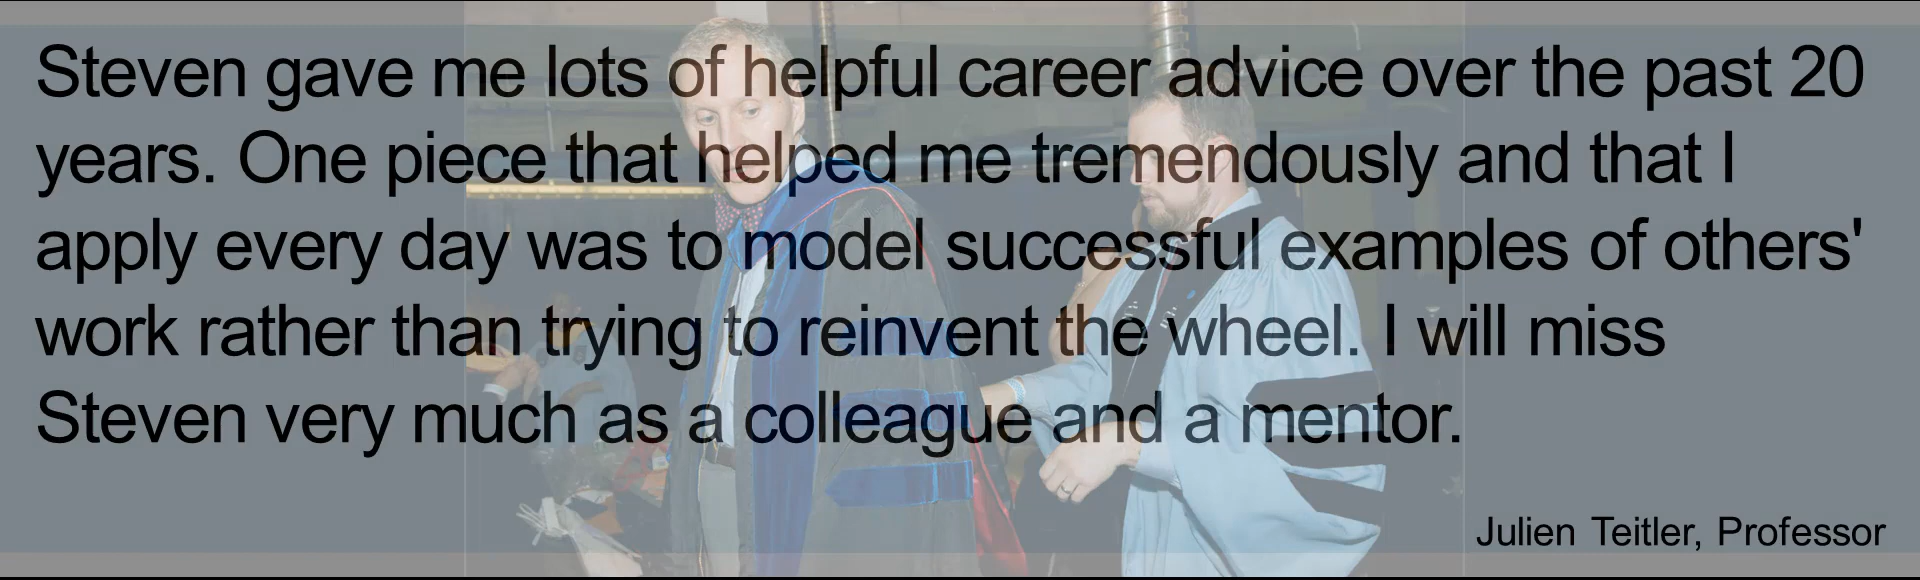 Steven gave me lots of helpful career advice over the past 20
years. One piece that helped me tremendously and that I
apply every day was to model successful examples of others'
work rather than trying to reinvent the wheel. I will miss
Steven very much as a colleague and a mentor.
Julien Teitler, Professor